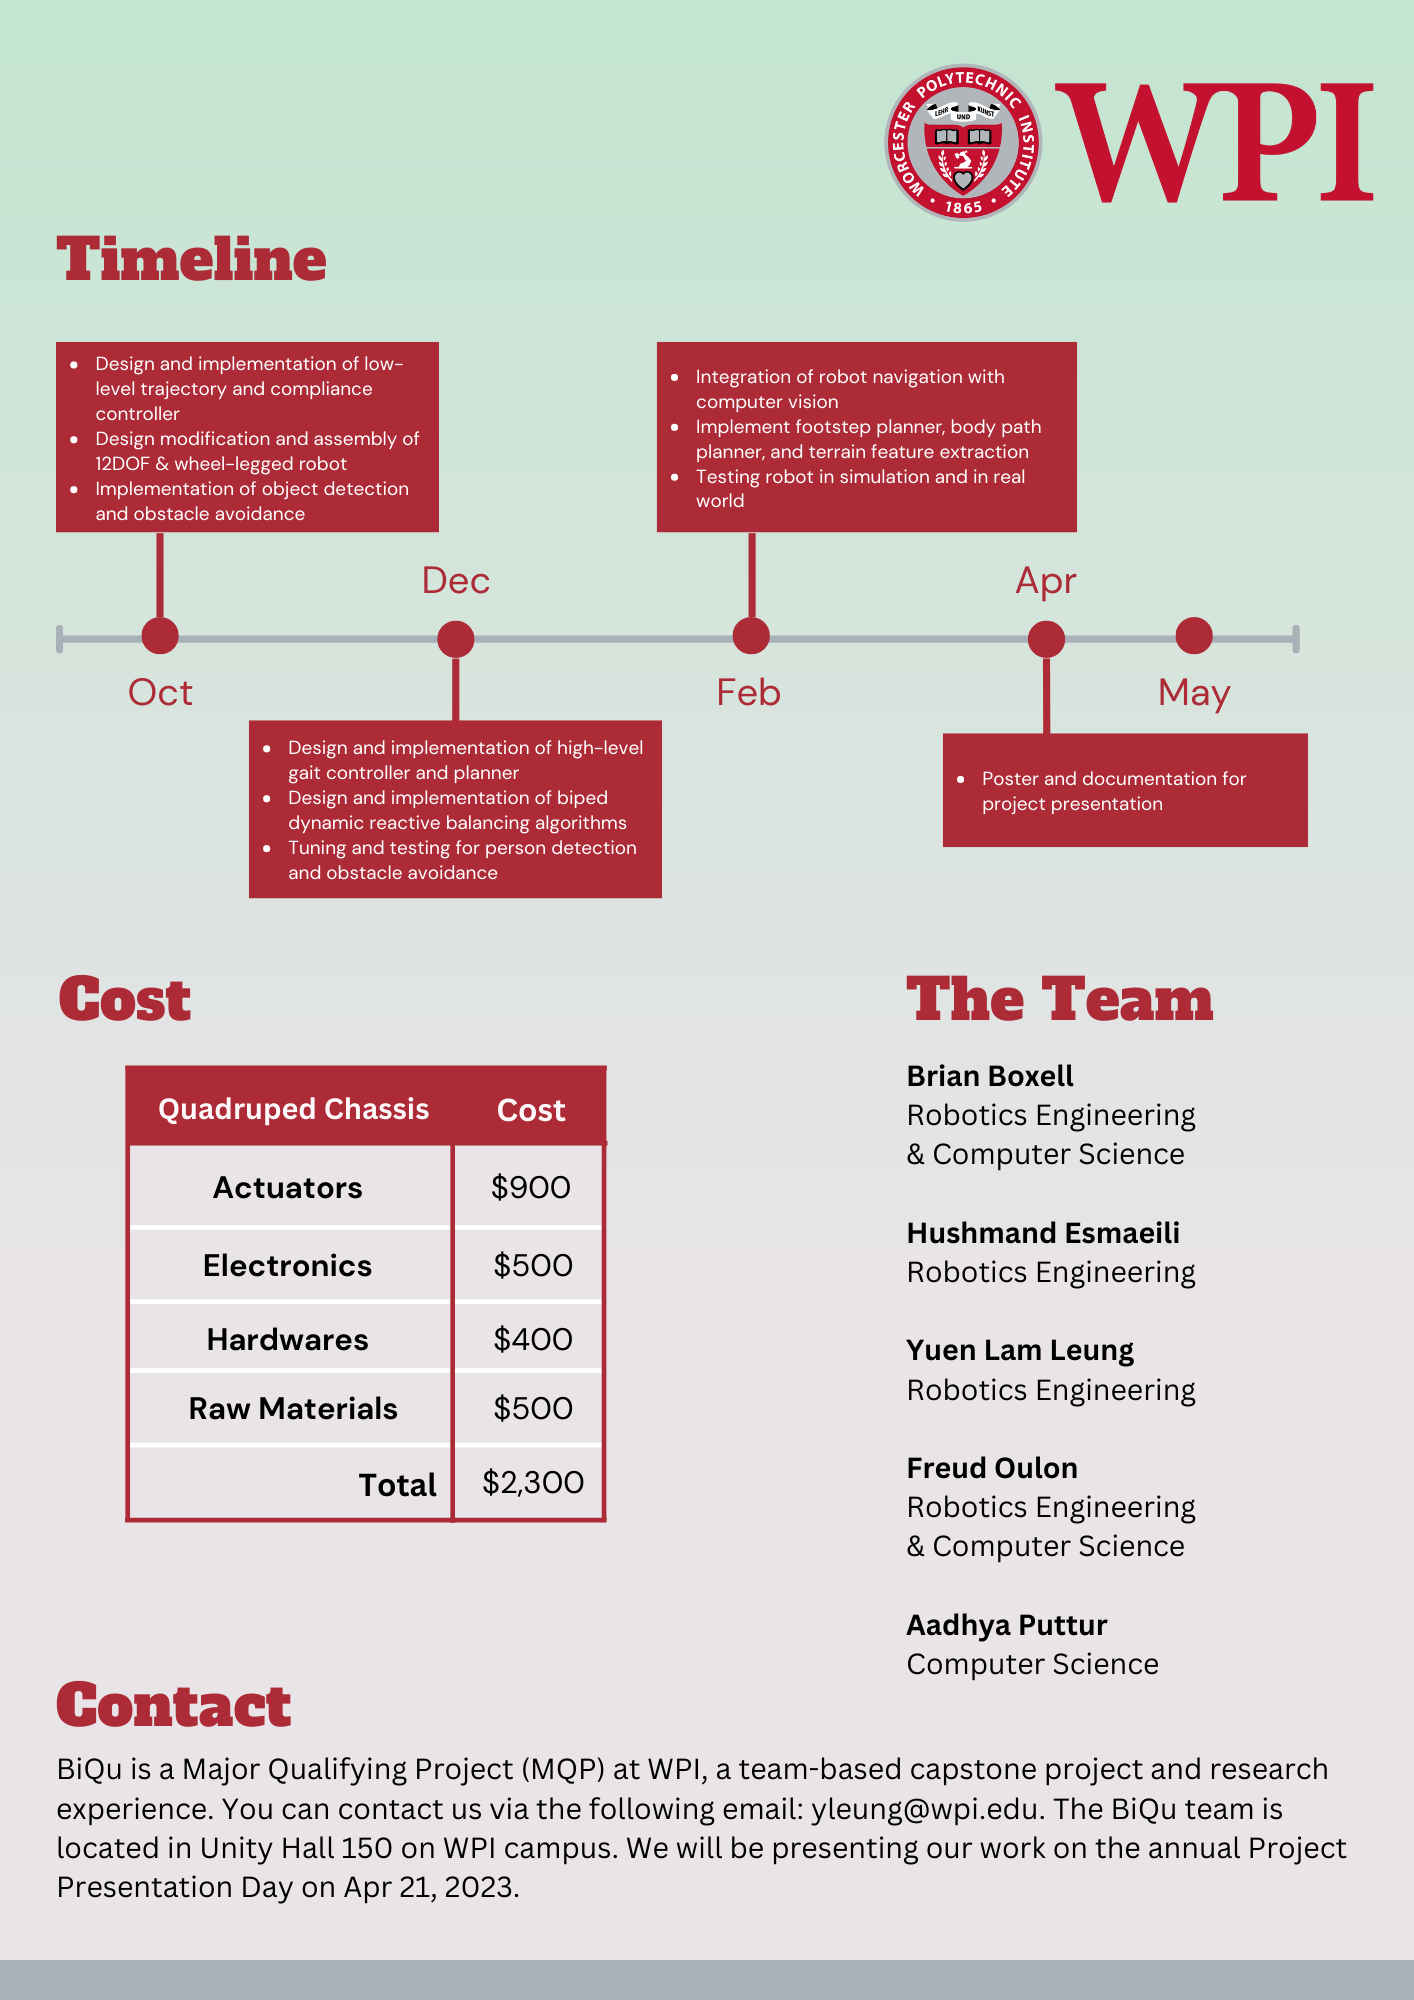 WORCESTER POLYTECHNIC INSTITUTE
LEHR UND KUNST
1865
WPI
Timeline
• Design and implementation of low-
level trajectory and compliance
controller
• Design modification and assembly of
12DOF & wheel-legged robot
• Implementation of object detection
and obstacle avoidance
• Integration of robot navigation with
computer vision
• Implement footstep planner, body path
planner, and terrain feature extraction
• Testing robot in simulation and in real
world
Dec
Apr
Oct
Feb
May
• Design and implementation of high-level
gait controller and planner
• Design and implementation of biped
dynamic reactive balancing algorithms
• Tuning and testing for person detection
and obstacle avoidance
• Poster and documentation for
project presentation
Cost
Quadruped Chassis Cost
Actuators $900
Electronics $500
Hardwares $400
Raw Materials $500
Total $2,300
The Team
Brian Boxell
Robotics Engineering
& Computer Science
Hushmand Esmaeili
Robotics Engineering
Yuen Lam Leung
Robotics Engineering
Freud Oulon
Robotics Engineering
& Computer Science
Aadhya Puttur
Computer Science
Contact
BiQu is a Major Qualifying Project (MQP) at WPI, a team-based capstone project and research
experience. You can contact us via the following email: yleung@wpi.edu. The BiQu team is
located in Unity Hall 150 on WPI campus. We will be presenting our work on the annual Project
Presentation Day on Apr 21, 2023.